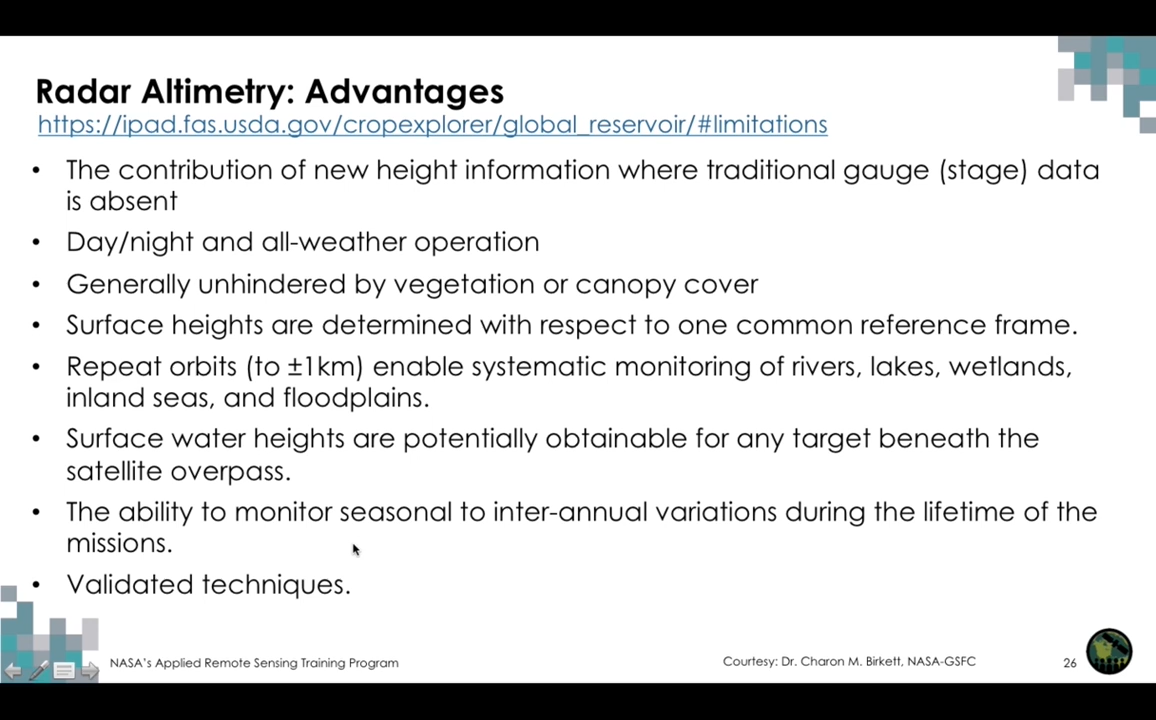 Radar Altimetry: Advantages
https://ipad.fas.usda.gov/cropexplorer/global_reservoir/#limitations
• The contribution of new height information where traditional gauge (stage) data
is absent
• Day/night and all-weather operation
• Generally unhindered by vegetation or canopy cover
• Surface heights are determined with respect to one common reference frame.
• Repeat orbits (to ±1km) enable systematic monitoring of rivers, lakes, wetlands,
inland seas, and floodplains.
• Surface water heights are potentially obtainable for any target beneath the
satellite overpass.
• The ability to monitor seasonal to inter-annual variations during the lifetime of the
missions.
• Validated techniques.
NASA's Applied Remote Sensing Training Program
Courtesy: Dr. Charon M. Birkett, NASA-GSFC
26